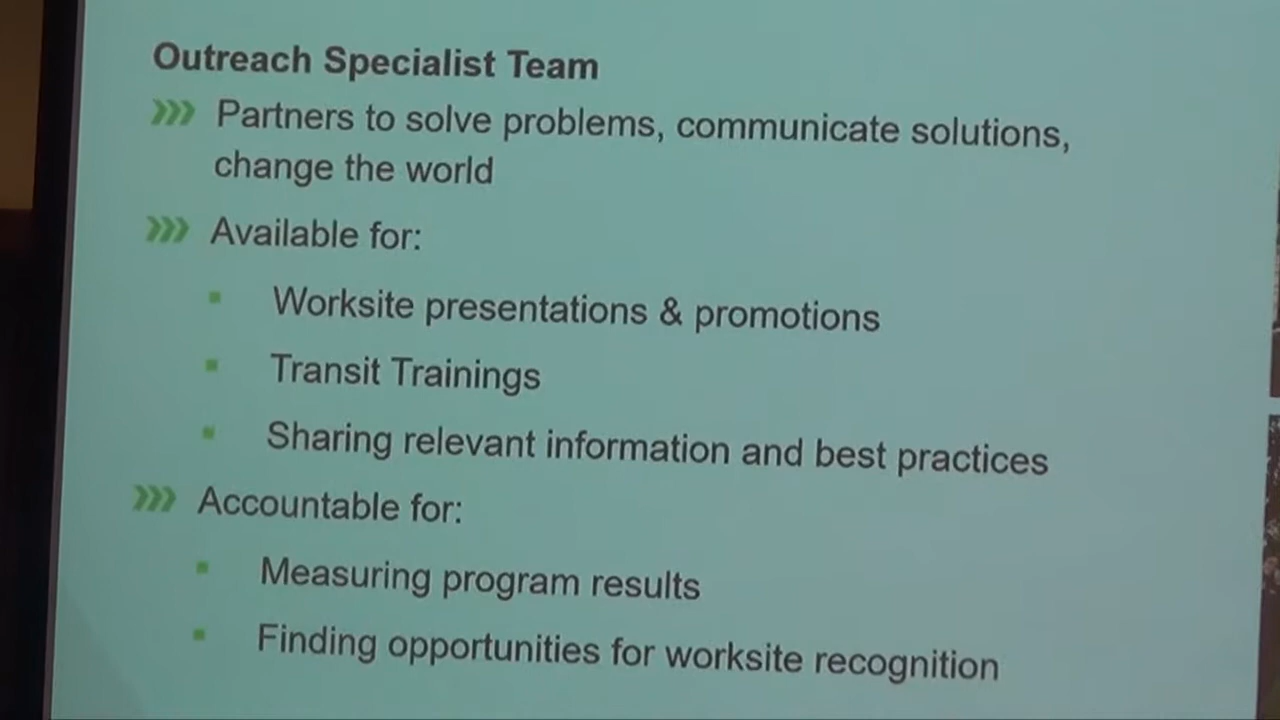 Outreach Specialist Team
Partners to solve problems, communicate solutions,
change the world
Available for:
Worksite presentations & promotions
Transit Trainings
Sharing relevant information and best practices
Accountable for:
Measuring program results
Finding opportunities for worksite recognition